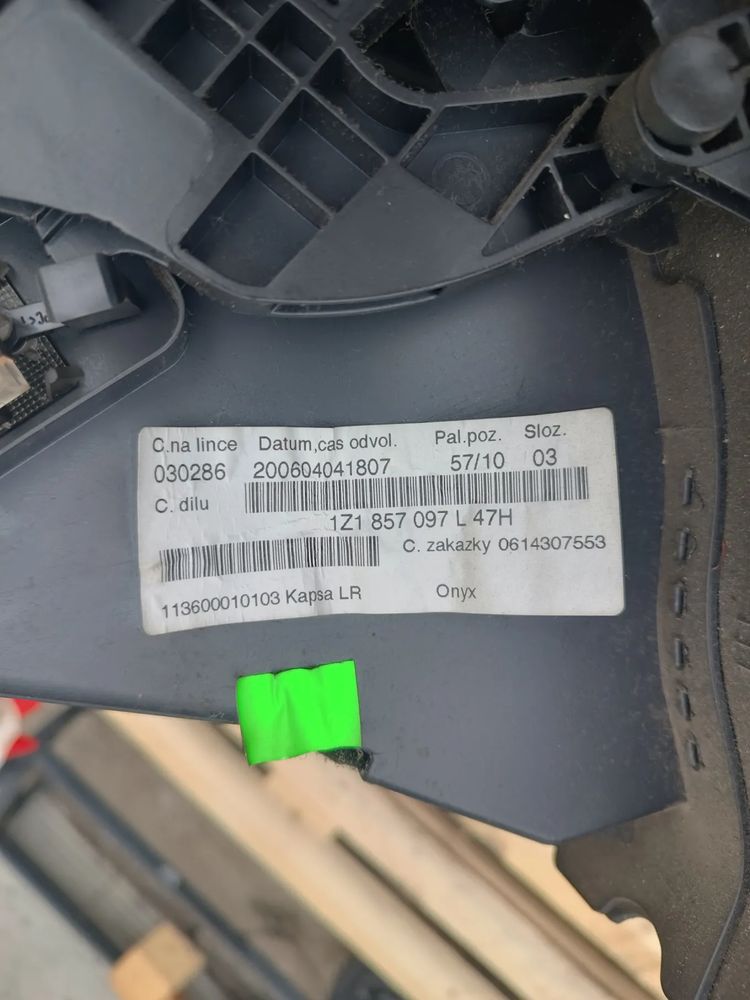 C.na lince Datum,cas odvol. Pal.poz. Sloz.
030286 200604041807 57/10 03
C. dilu
1Z1 857 097 L 47H
C. zakazky 0614307553
113600010103 Kapsa LR Onyx